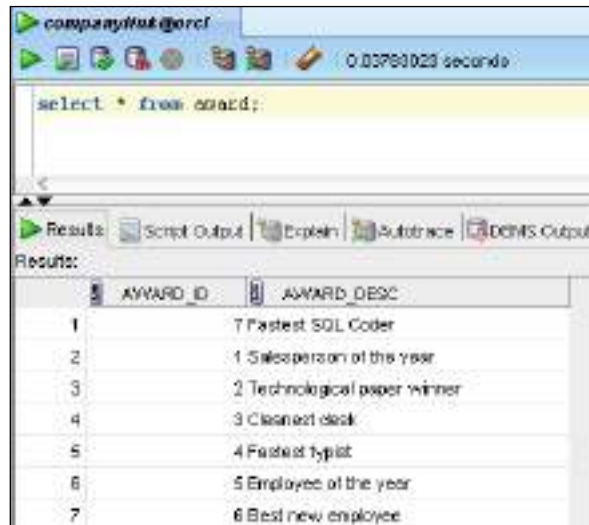 companylink@orcl
0.03760023 seconds
select * from award;
Results Script Output Explain Autotrace DBMS Output
Results:
AWARD_ID AWARD_DESC
1 7 Fastest SQL Coder
2 1 Salesperson of the year
3 2 Technological paper winner
4 3 Cleanest desk
5 4 Fastest typist
6 5 Employee of the year
7 6 Best new employee